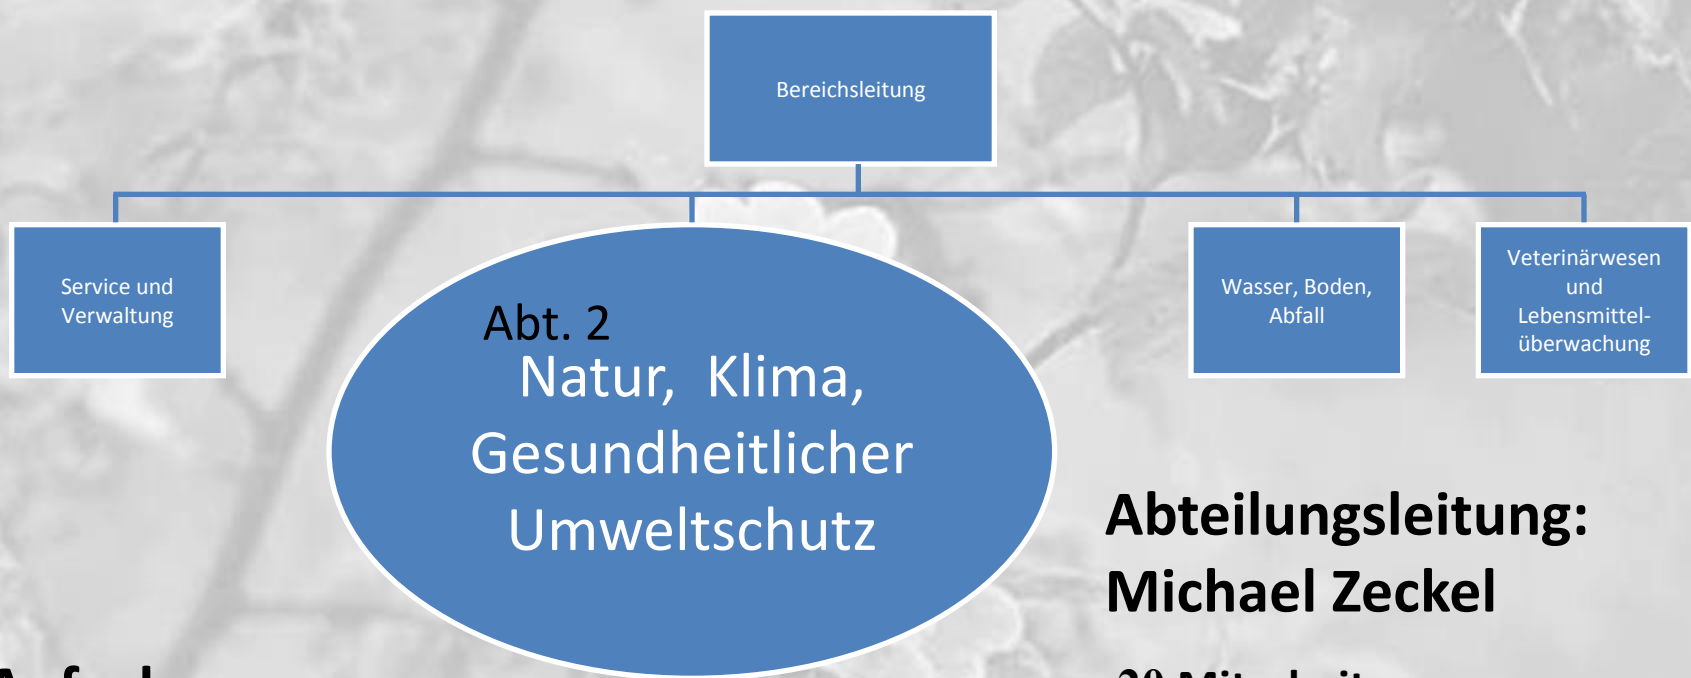 Bereichsleitung
Service und
Verwaltung
Abt. 2
Natur, Klima,
Gesundheitlicher
Umweltschutz
Wasser, Boden,
Abfall
Veterinärwesen
und
Lebensmittel-
überwachung
Abteilungsleitung:
Michael Zeckel